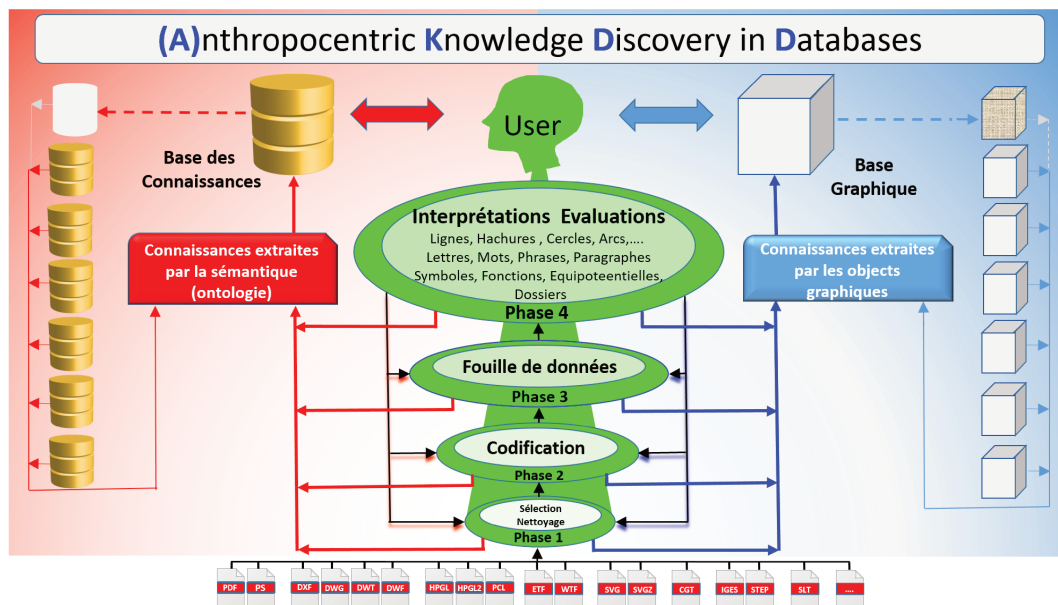 (A)nthropocentric Knowledge Discovery in Databases
User
Base des
Connaissances
Base
Graphique
Connaissances extraites
par la sémantique
(ontologie)
Connaissances extraites
par les objects
graphiques
Interprétations Evaluations
Lignes, Hachures , Cercles, Arcs,....
Lettres, Mots, Phrases, Paragraphes
Symboles, Fonctions, Equipoteentielles,
Dossiers
Phase 4
Fouille de données
Phase 3
Codification
Phase 2
Sélection
Nettoyage
Phase 1
PDF PS DXF DWG DWT DWF HPGL HPGL2 PCL ETF WTF SVG SVGZ CGT IGES STEP SLT ....